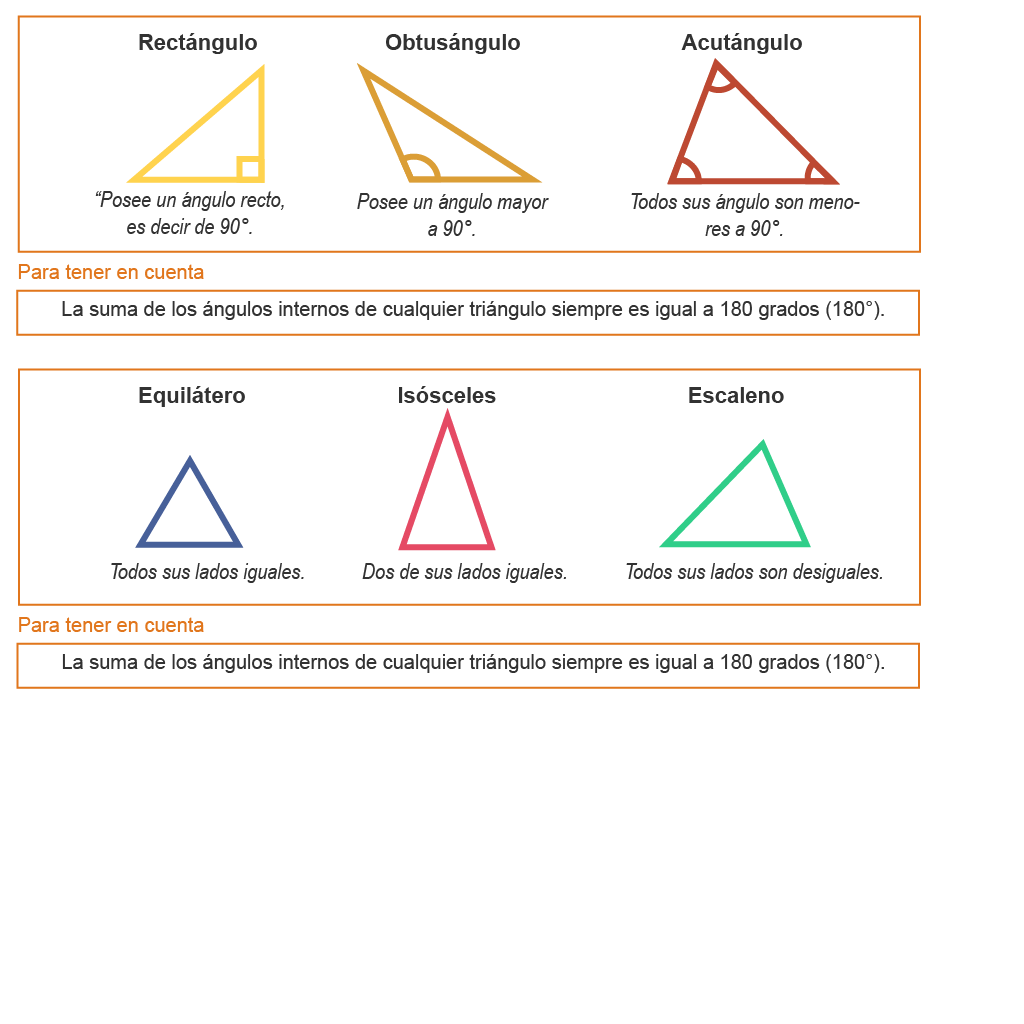 Rectángulo
Obtusángulo
Acutángulo
“Posee un ángulo recto,
es decir de 90°.
Posee un ángulo mayor
a 90°.
Todos sus ángulo son meno-
res a 90°.
Para tener en cuenta
La suma de los ángulos internos de cualquier triángulo siempre es igual a 180 grados (180°).
Equilátero
Isósceles
Escaleno
Todos sus lados iguales.
Dos de sus lados iguales.
Todos sus lados son desiguales.
Para tener en cuenta
La suma de los ángulos internos de cualquier triángulo siempre es igual a 180 grados (180°).